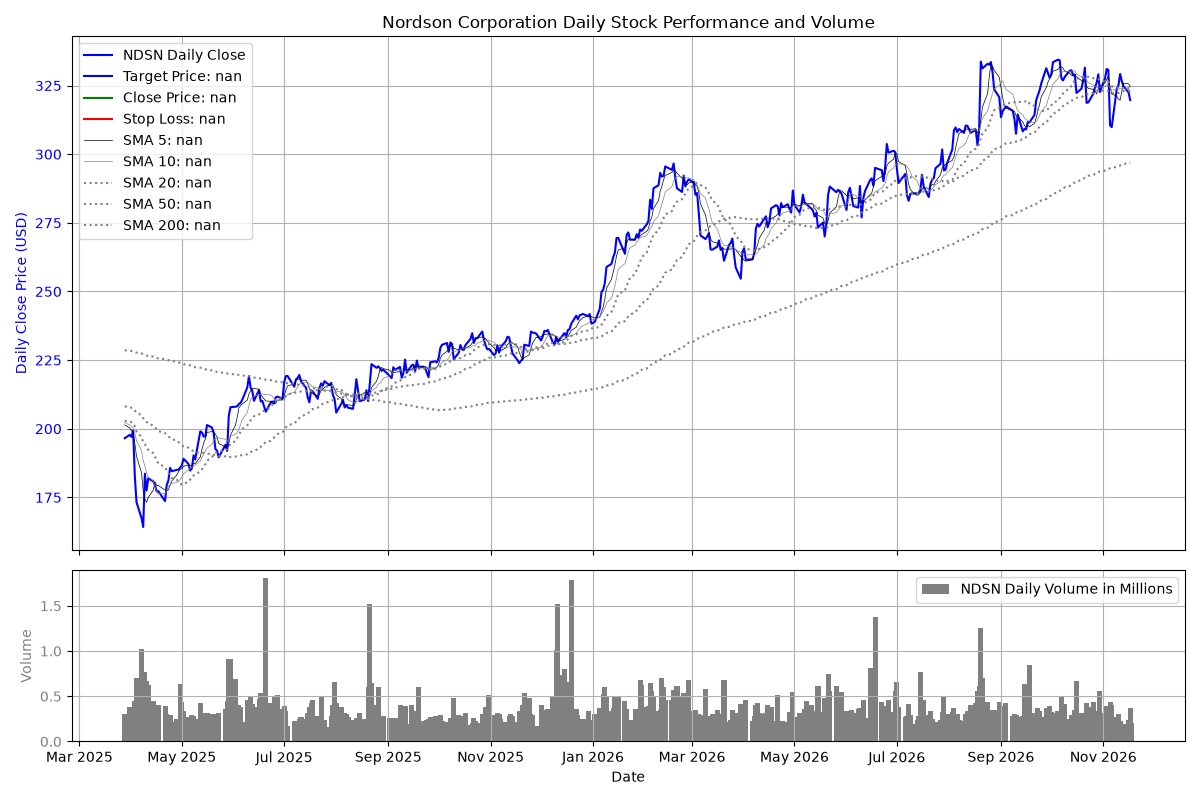 Nordson Corporation Daily Stock Performance and Volume
NDSN Daily Close
Target Price: nan
Close Price: nan
Stop Loss: nan
SMA 5: nan
SMA 10: nan
SMA 20: nan
SMA 50: nan
SMA 200: nan
Daily Close Price (USD)
325
300
275
250
225
200
175
NDSN Daily Volume in Millions
Volume
1.5
1.0
0.5
0.0
Mar 2025 May 2025 Jul 2025 Sep 2025 Nov 2025 Jan 2026 Mar 2026 May 2026 Jul 2026 Sep 2026 Nov 2026
Date